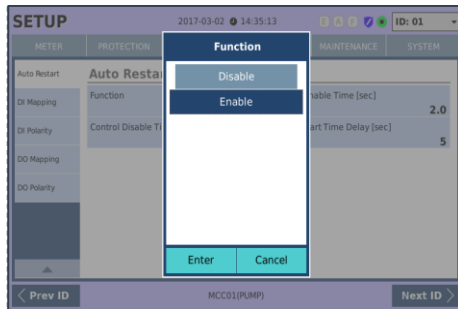 SETUP
2017-03-02 14:35:13
E A F
ID: 01
METER
PROTECTION
MAINTENANCE
SYSTEM
Function
Auto Restart
DI Mapping
DI Polarity
DO Mapping
DO Polarity
Auto Resta
Function
nable Time [sec]
2.0
Control Disable Ti
art Time Delay [sec]
5
Disable
Enable
Enter
Cancel
Prev ID
MCC01(PUMP)
Next ID